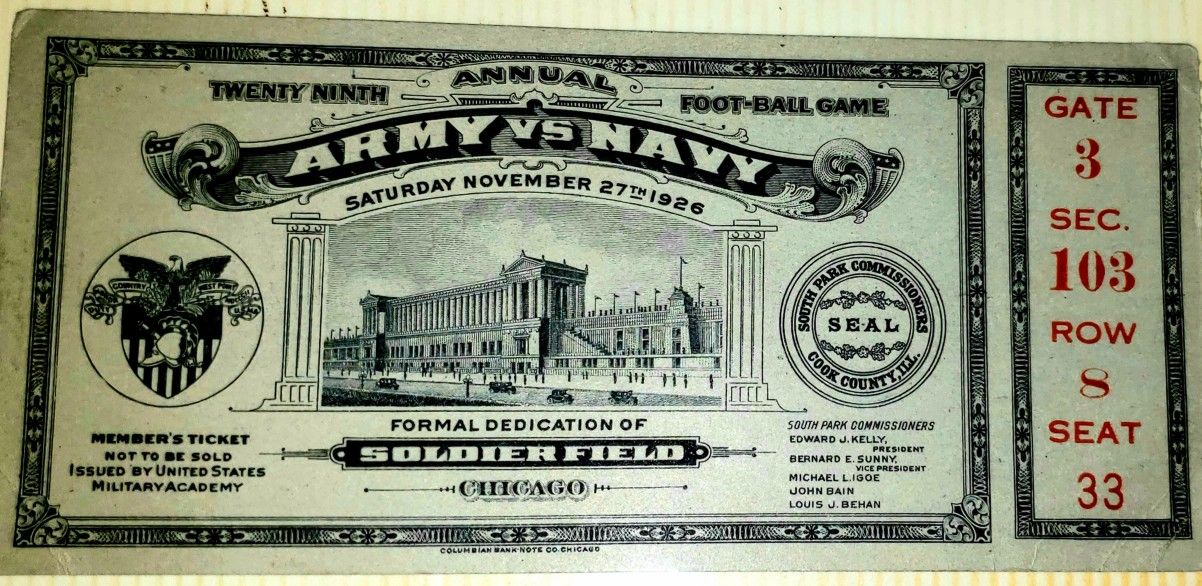 ANNUAL
TWENTY NINTH FOOT-BALL GAME
ARMY VS NAVY
SATURDAY NOVEMBER 27TH 1926
COUNTRY WEST POINT
SOUTH PARK COMMISSIONERS
SEAL
COOK COUNTY, ILL.
FORMAL DEDICATION OF
SOLDIER FIELD
CHICAGO
MEMBER'S TICKET
NOT TO BE SOLD
ISSUED BY UNITED STATES
MILITARY ACADEMY
SOUTH PARK COMMISSIONERS
EDWARD J. KELLY,
PRESIDENT
BERNARD E. SUNNY,
VICE PRESIDENT
MICHAEL L. IGOE
JOHN BAIN
LOUIS J. BEHAN
COLUMBIAN BANK NOTE CO. CHICAGO
GATE
3
SEC.
103
ROW
8
SEAT
33